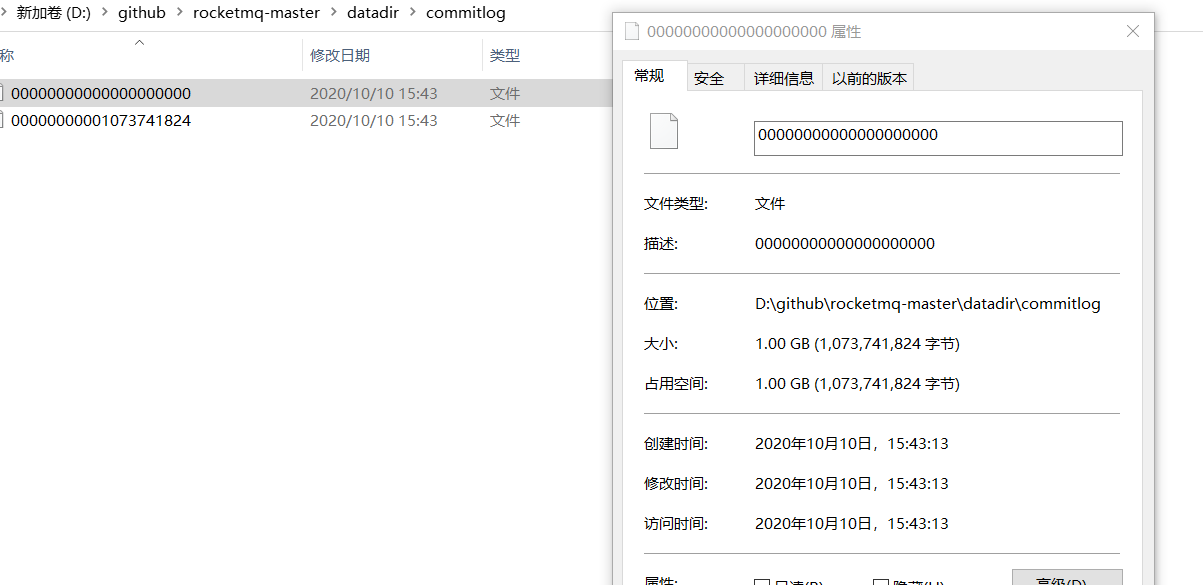 新加卷 (D:) > github > rocketmq-master > datadir > commitlog
称
修改日期
类型
00000000000000000000
2020/10/10 15:43
文件
00000000001073741824
2020/10/10 15:43
文件
00000000000000000000 属性
常规
安全
详细信息
以前的版本
00000000000000000000
文件类型:
文件
描述:
00000000000000000000
位置:
D:\github\rocketmq-master\datadir\commitlog
大小:
1.00 GB (1,073,741,824 字节)
占用空间:
1.00 GB (1,073,741,824 字节)
创建时间:
2020年10月10日，15:43:13
修改时间:
2020年10月10日，15:43:13
访问时间:
2020年10月10日，15:43:13
属性:
只读(R)
隐藏(H)
高级(D)